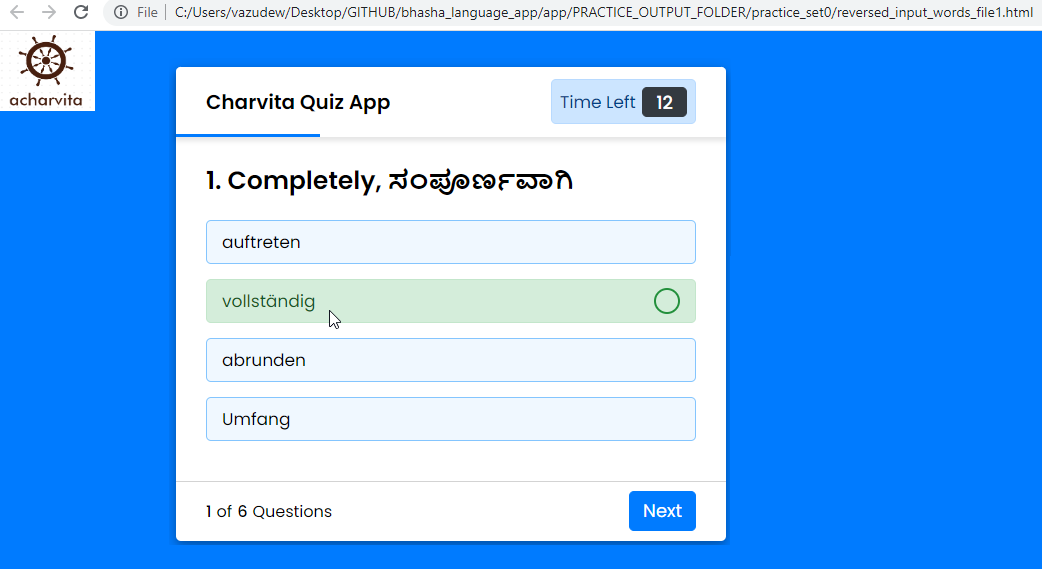 File
C:/Users/vazudew/Desktop/GITHUB/bhasha_language_app/app/PRACTICE_OUTPUT_FOLDER/practice_set0/reversed_input_words_file1.html
acharvita
Charvita Quiz App
Time Left 12
1. Completely, ಸಂಪೂರ್ಣವಾಗಿ
auftreten
vollständig
abrunden
Umfang
1 of 6 Questions
Next